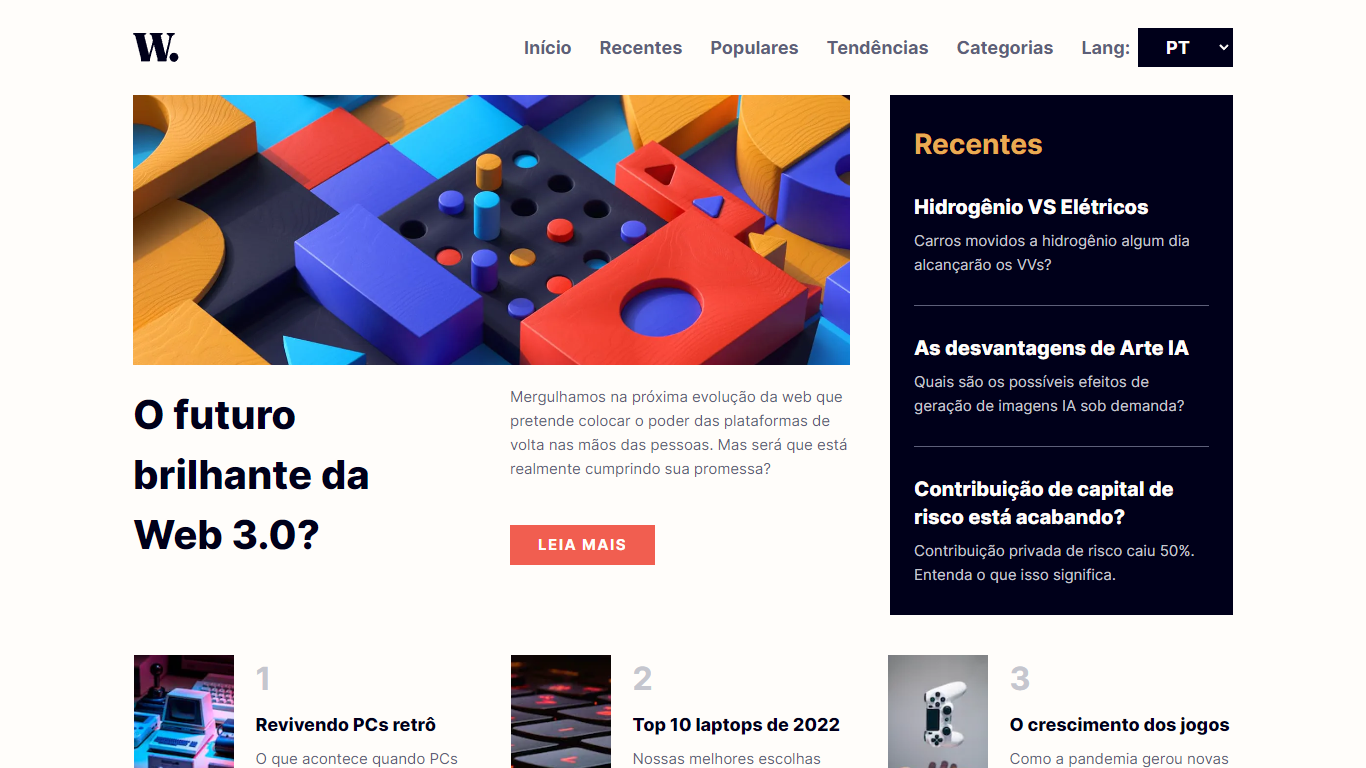 W.
Início
Recentes
Populares
Tendências
Categorias
Lang:
PT
Recentes
Hidrogênio VS Elétricos
Carros movidos a hidrogênio algum dia
alcançarão os VVs?
As desvantagens de Arte IA
Quais são os possíveis efeitos de
geração de imagens IA sob demanda?
Contribuição de capital de
risco está acabando?
Contribuição privada de risco caiu 50%.
Entenda o que isso significa.
O futuro
brilhante da
Web 3.0?
Mergulhamos na próxima evolução da web que
pretende colocar o poder das plataformas de
volta nas mãos das pessoas. Mas será que está
realmente cumprindo sua promessa?
LEIA MAIS
1
Revivendo PCs retrô
O que acontece quando PCs
2
Top 10 laptops de 2022
Nossas melhores escolhas
3
O crescimento dos jogos
Como a pandemia gerou novas